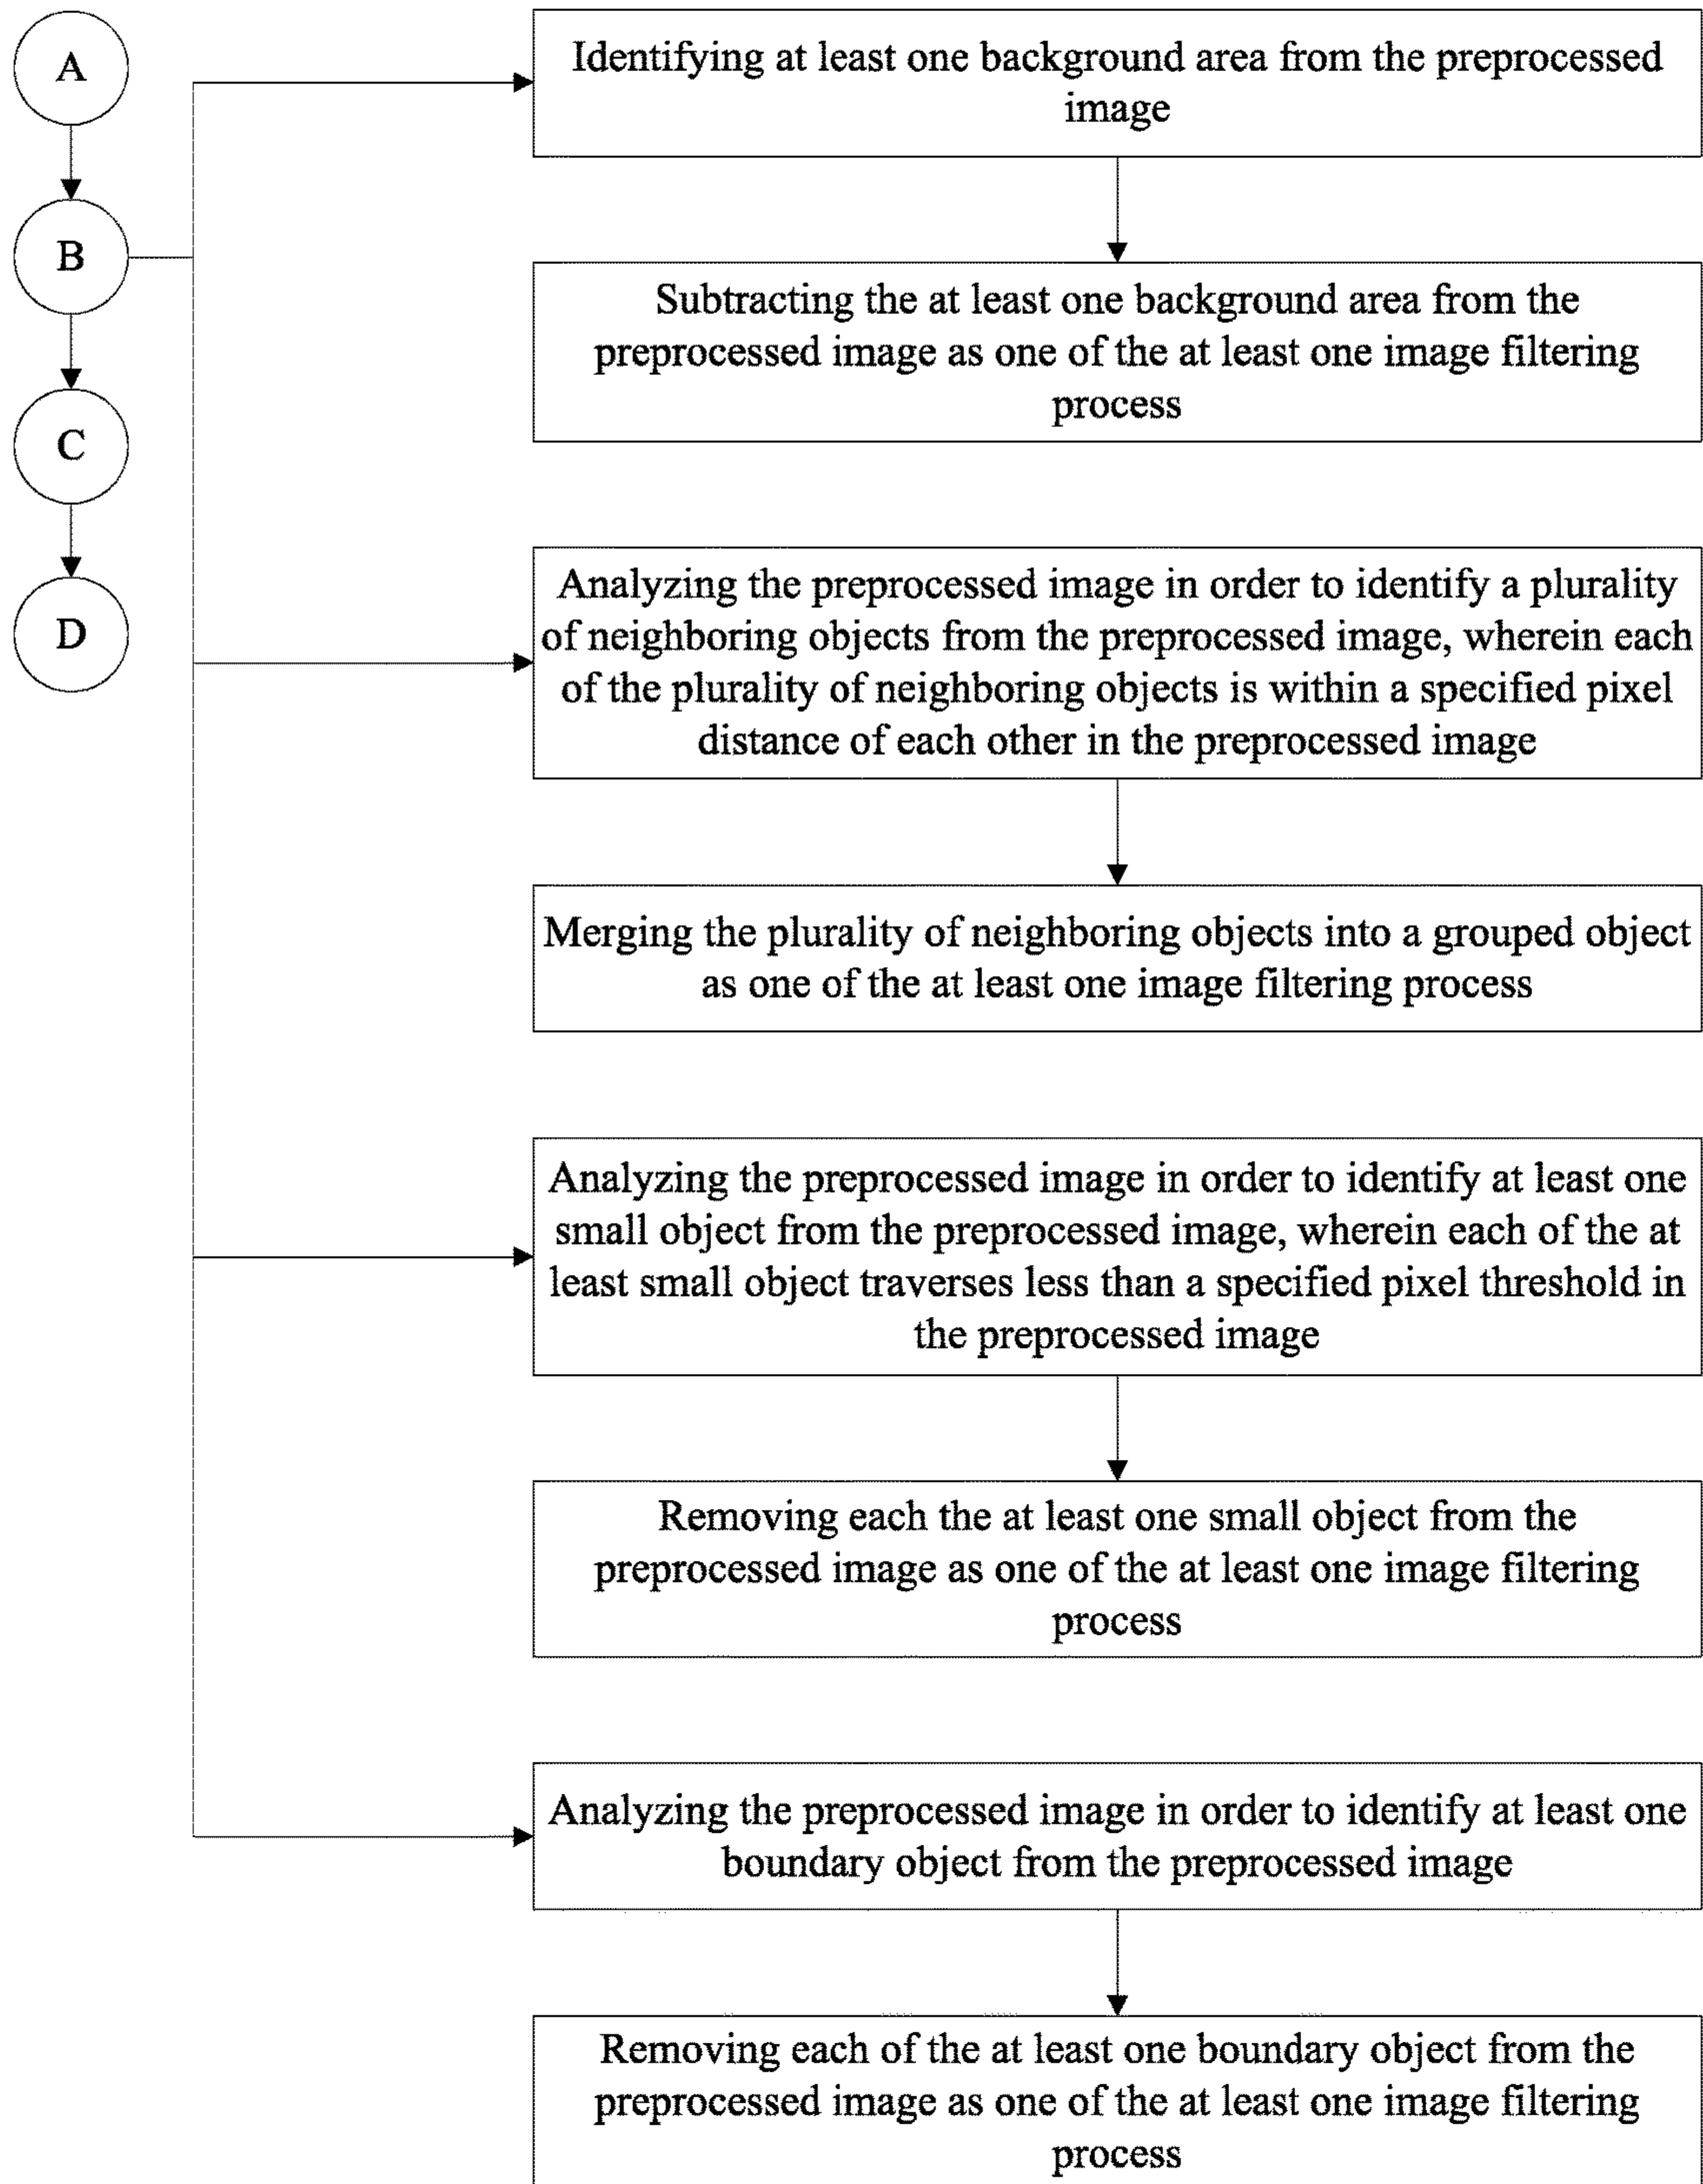 A
B
C
D
Identifying at least one background area from the preprocessed
image
Subtracting the at least one background area from the
preprocessed image as one of the at least one image filtering
process
Analyzing the preprocessed image in order to identify a plurality
of neighboring objects from the preprocessed image, wherein each
of the plurality of neighboring objects is within a specified pixel
distance of each other in the preprocessed image
Merging the plurality of neighboring objects into a grouped object
as one of the at least one image filtering process
Analyzing the preprocessed image in order to identify at least one
small object from the preprocessed image, wherein each of the at
least small object traverses less than a specified pixel threshold in
the preprocessed image
Removing each the at least one small object from the
preprocessed image as one of the at least one image filtering
process
Analyzing the preprocessed image in order to identify at least one
boundary object from the preprocessed image
Removing each of the at least one boundary object from the
preprocessed image as one of the at least one image filtering
process